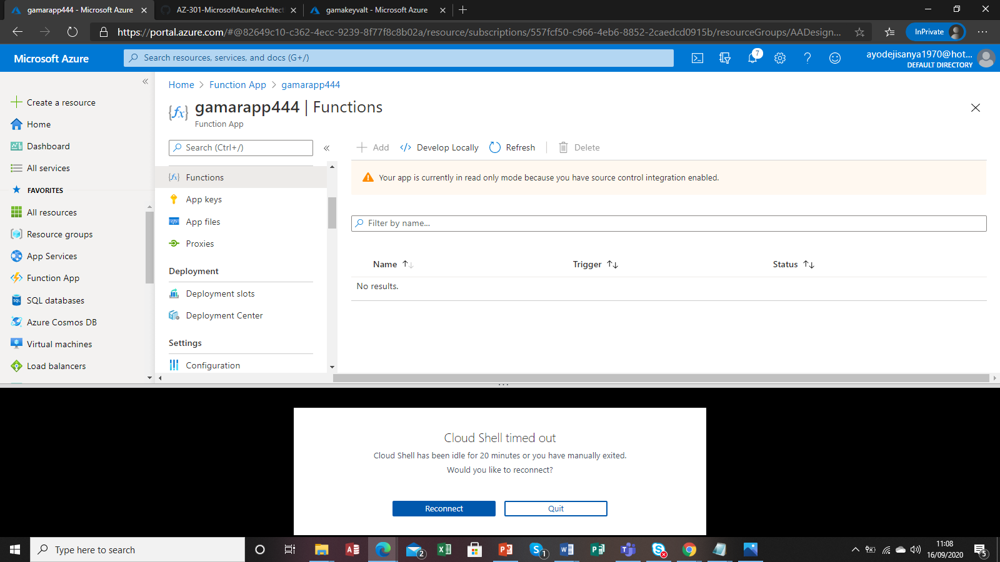 gamarapp444 - Microsoft Azure
AZ-301-MicrosoftAzureArchitect
gamakeyvalt - Microsoft Azure
https://portal.azure.com/#@82649c10-c362-4ecc-9239-8f77f8c8b02a/resource/subscriptions/557fcf50-c966-4eb6-8852-2caedcd0915b/resourceGroups/AADesign...
InPrivate
Microsoft Azure
Search resources, services, and docs (G+/)
7
ayodejisanya1970@hot...
DEFAULT DIRECTORY
Create a resource
Home
Dashboard
All services
FAVORITES
All resources
Resource groups
App Services
Function App
SQL databases
Azure Cosmos DB
Virtual machines
Load balancers
Home > Function App > gamarapp444
gamarapp444 | Functions
Function App
Search (Ctrl+/)
Functions
App keys
App files
Proxies
Deployment
Deployment slots
Deployment Center
Settings
Configuration
Add
Develop Locally
Refresh
Delete
Your app is currently in read only mode because you have source control integration enabled.
Filter by name...
Name
Trigger
Status
No results.
Cloud Shell timed out
Cloud Shell has been idle for 20 minutes or you have manually exited.
Would you like to reconnect?
Reconnect
Quit
Type here to search
2
1
11:08
16/09/2020
5